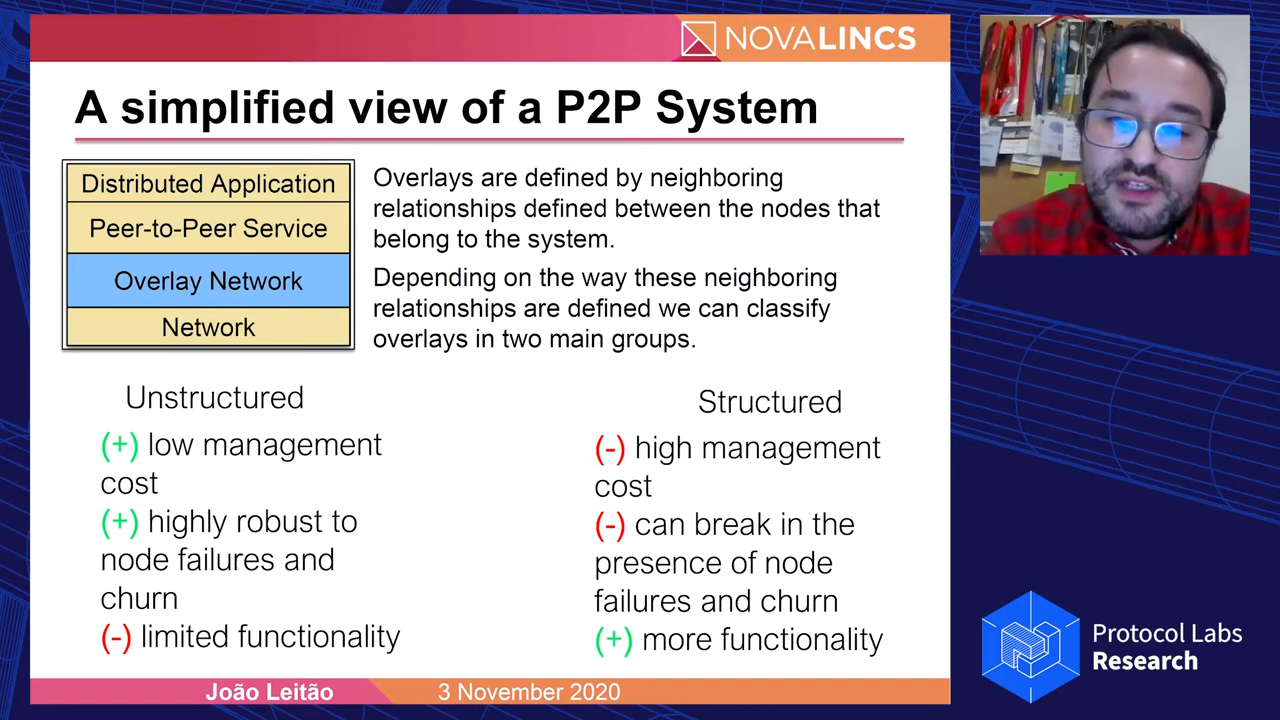 NOVALINCS
A simplified view of a P2P System
Distributed Application
Peer-to-Peer Service
Overlay Network
Network
Overlays are defined by neighboring
relationships defined between the nodes that
belong to the system.
Depending on the way these neighboring
relationships are defined we can classify
overlays in two main groups.
Unstructured
(+) low management
cost
(+) highly robust to
node failures and
churn
(-) limited functionality
Structured
(-) high management
cost
(-) can break in the
presence of node
failures and churn
(+) more functionality
João Leitão
3 November 2020
Protocol Labs
Research